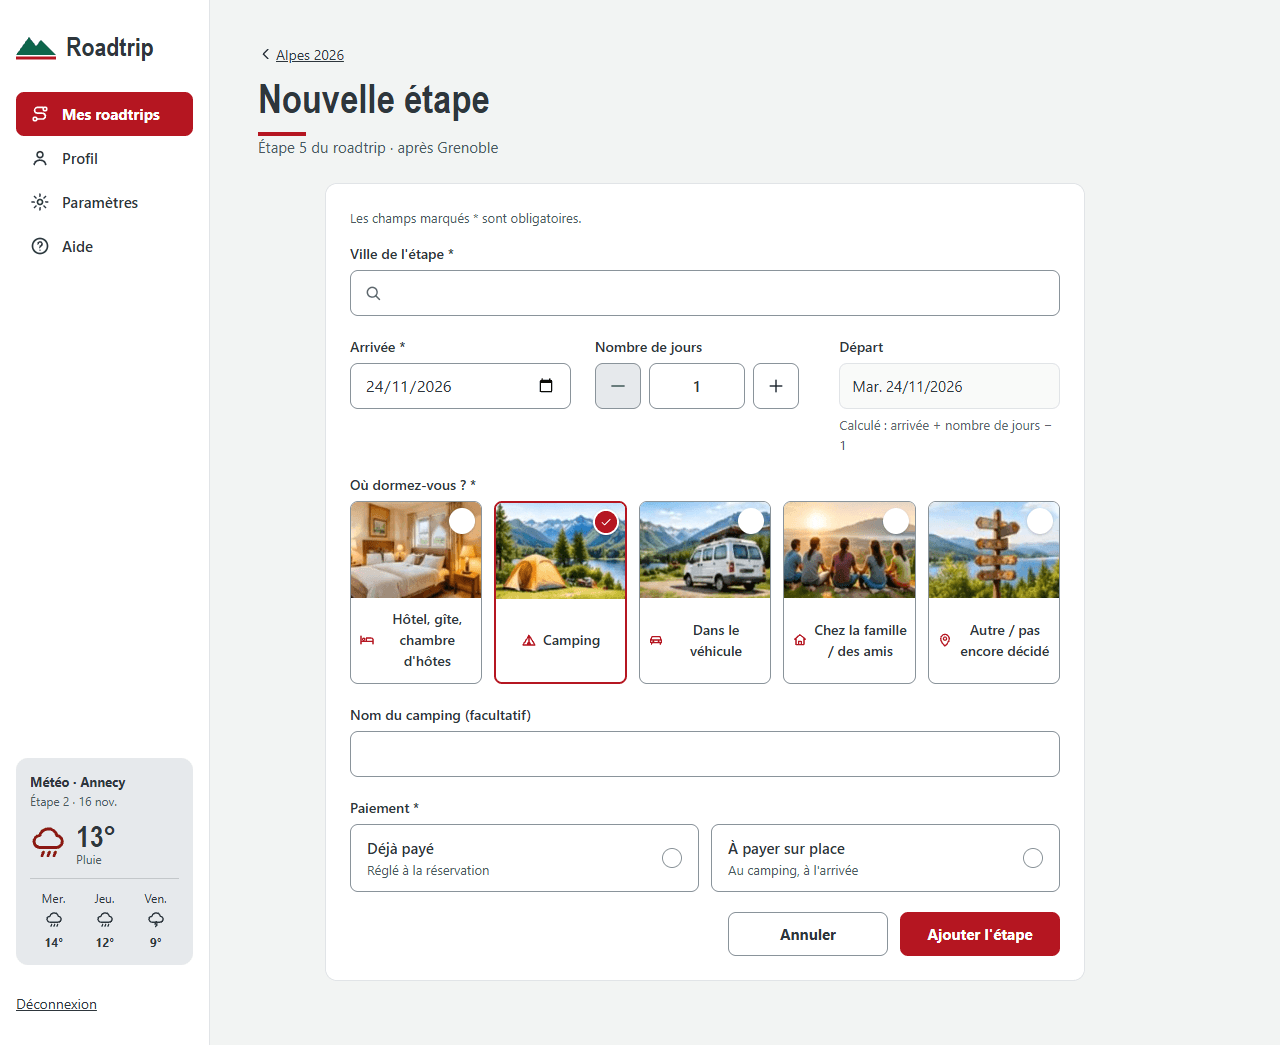 Roadtrip
Mes roadtrips
Profil
Paramètres
Aide
Météo · Annecy
Étape 2 · 16 nov.
13°
Pluie
Mer. Jeu. Ven.
14° 12° 9°
Déconnexion
Alpes 2026
Nouvelle étape
Étape 5 du roadtrip · après Grenoble
Les champs marqués * sont obligatoires.
Ville de l'étape *
Arrivée * Nombre de jours Départ
24/11/2026 − 1 + Mar. 24/11/2026
Calculé : arrivée + nombre de jours −
1
Où dormez-vous ? *
Hôtel, gîte,
chambre
d'hôtes
Camping
Dans le
véhicule
Chez la famille
/ des amis
Autre / pas
encore décidé
Nom du camping (facultatif)
Paiement *
Déjà payé
Réglé à la réservation
À payer sur place
Au camping, à l'arrivée
Annuler
Ajouter l'étape